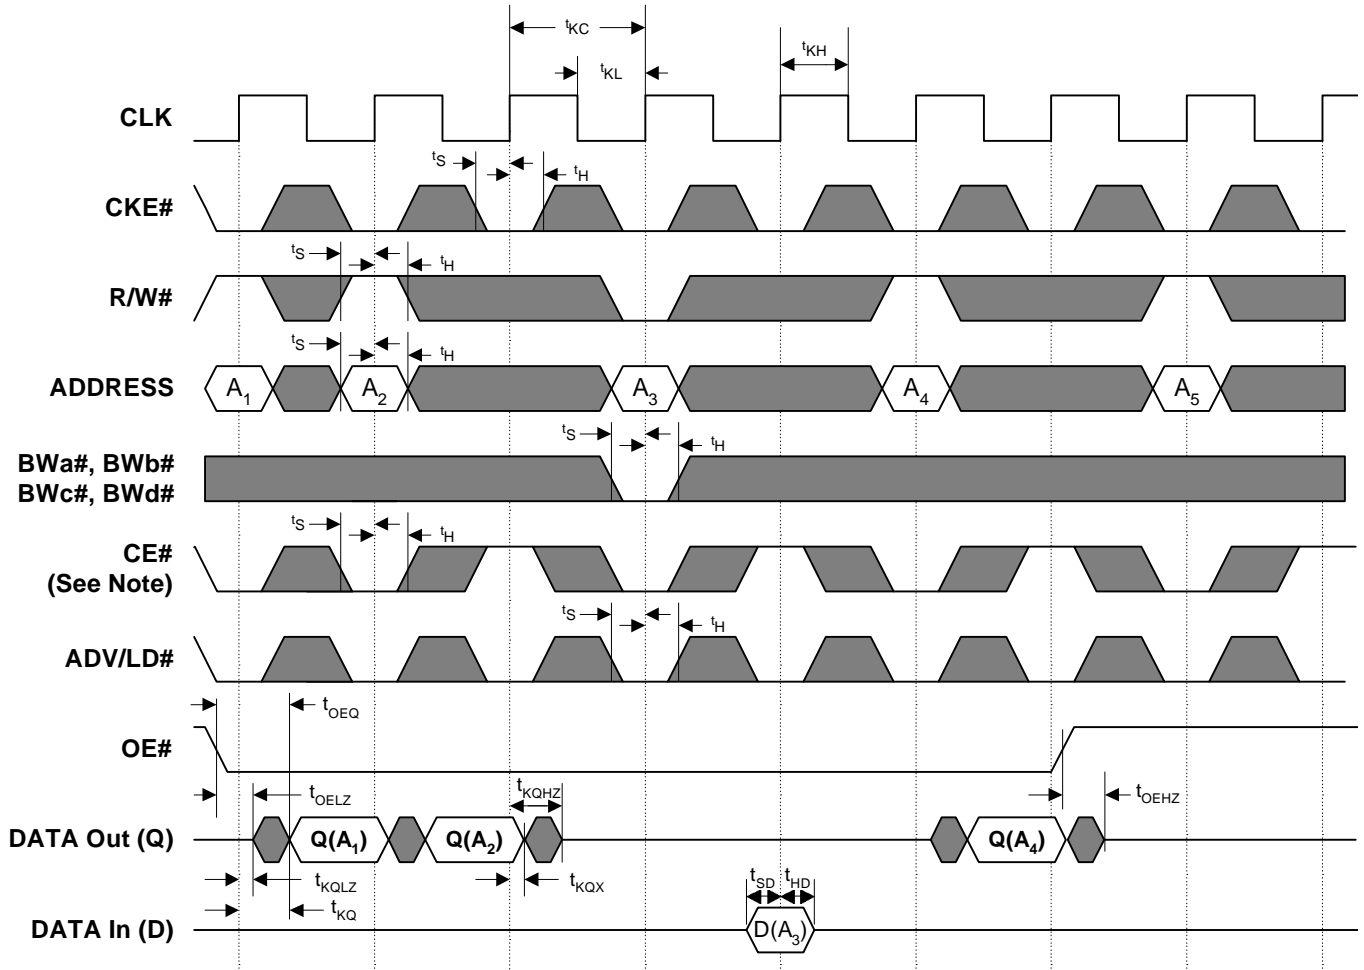 tKC
tKH
tKL
CLK
tS
tH
CKE#
tS
tH
R/W#
tS
tH
ADDRESS
A1
A2
A3
A4
A5
tS
tH
BWa#, BWb#
BWc#, BWd#
tS
tH
CE#
(See Note)
tS
tH
ADV/LD#
tOEQ
OE#
tOELZ
tKQHZ
tOEHZ
DATA Out (Q)
Q(A1)
Q(A2)
Q(A4)
tKQLZ
tKQX
tKQ
tSD
tHD
DATA In (D)
D(A3)